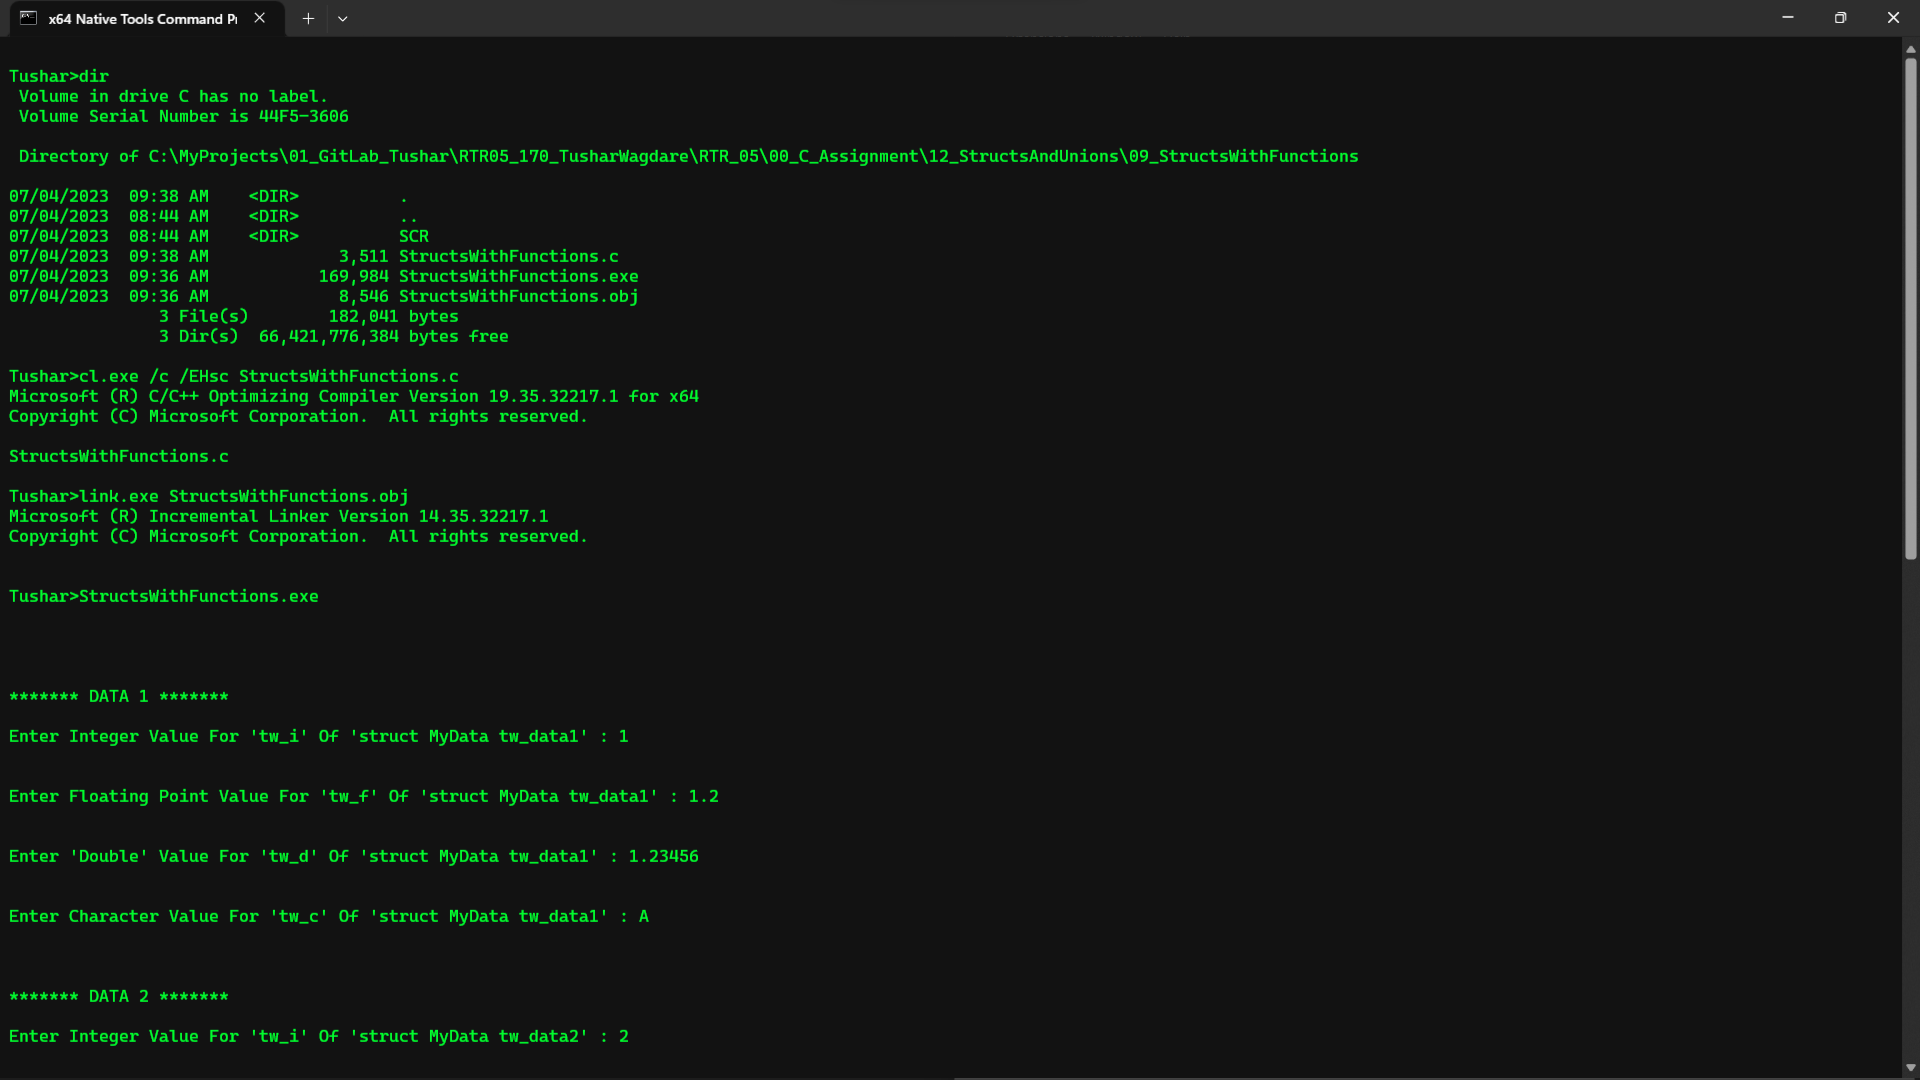 x64 Native Tools Command Pr
Tushar>dir
 Volume in drive C has no label.
 Volume Serial Number is 44F5-3606
 Directory of C:\MyProjects\01_GitLab_Tushar\RTR05_170_TusharWagdare\RTR_05\00_C_Assignment\12_StructsAndUnions\09_StructsWithFunctions
07/04/2023  09:38 AM    <DIR>          .
07/04/2023  08:44 AM    <DIR>          ..
07/04/2023  08:44 AM    <DIR>          SCR
07/04/2023  09:38 AM             3,511 StructsWithFunctions.c
07/04/2023  09:36 AM           169,984 StructsWithFunctions.exe
07/04/2023  09:36 AM             8,546 StructsWithFunctions.obj
               3 File(s)        182,041 bytes
               3 Dir(s)  66,421,776,384 bytes free
Tushar>cl.exe /c /EHsc StructsWithFunctions.c
Microsoft (R) C/C++ Optimizing Compiler Version 19.35.32217.1 for x64
Copyright (C) Microsoft Corporation.  All rights reserved.
StructsWithFunctions.c
Tushar>link.exe StructsWithFunctions.obj
Microsoft (R) Incremental Linker Version 14.35.32217.1
Copyright (C) Microsoft Corporation.  All rights reserved.
Tushar>StructsWithFunctions.exe
******* DATA 1 *******
Enter Integer Value For 'tw_i' Of 'struct MyData tw_data1' : 1
Enter Floating Point Value For 'tw_f' Of 'struct MyData tw_data1' : 1.2
Enter 'Double' Value For 'tw_d' Of 'struct MyData tw_data1' : 1.23456
Enter Character Value For 'tw_c' Of 'struct MyData tw_data1' : A
******* DATA 2 *******
Enter Integer Value For 'tw_i' Of 'struct MyData tw_data2' : 2